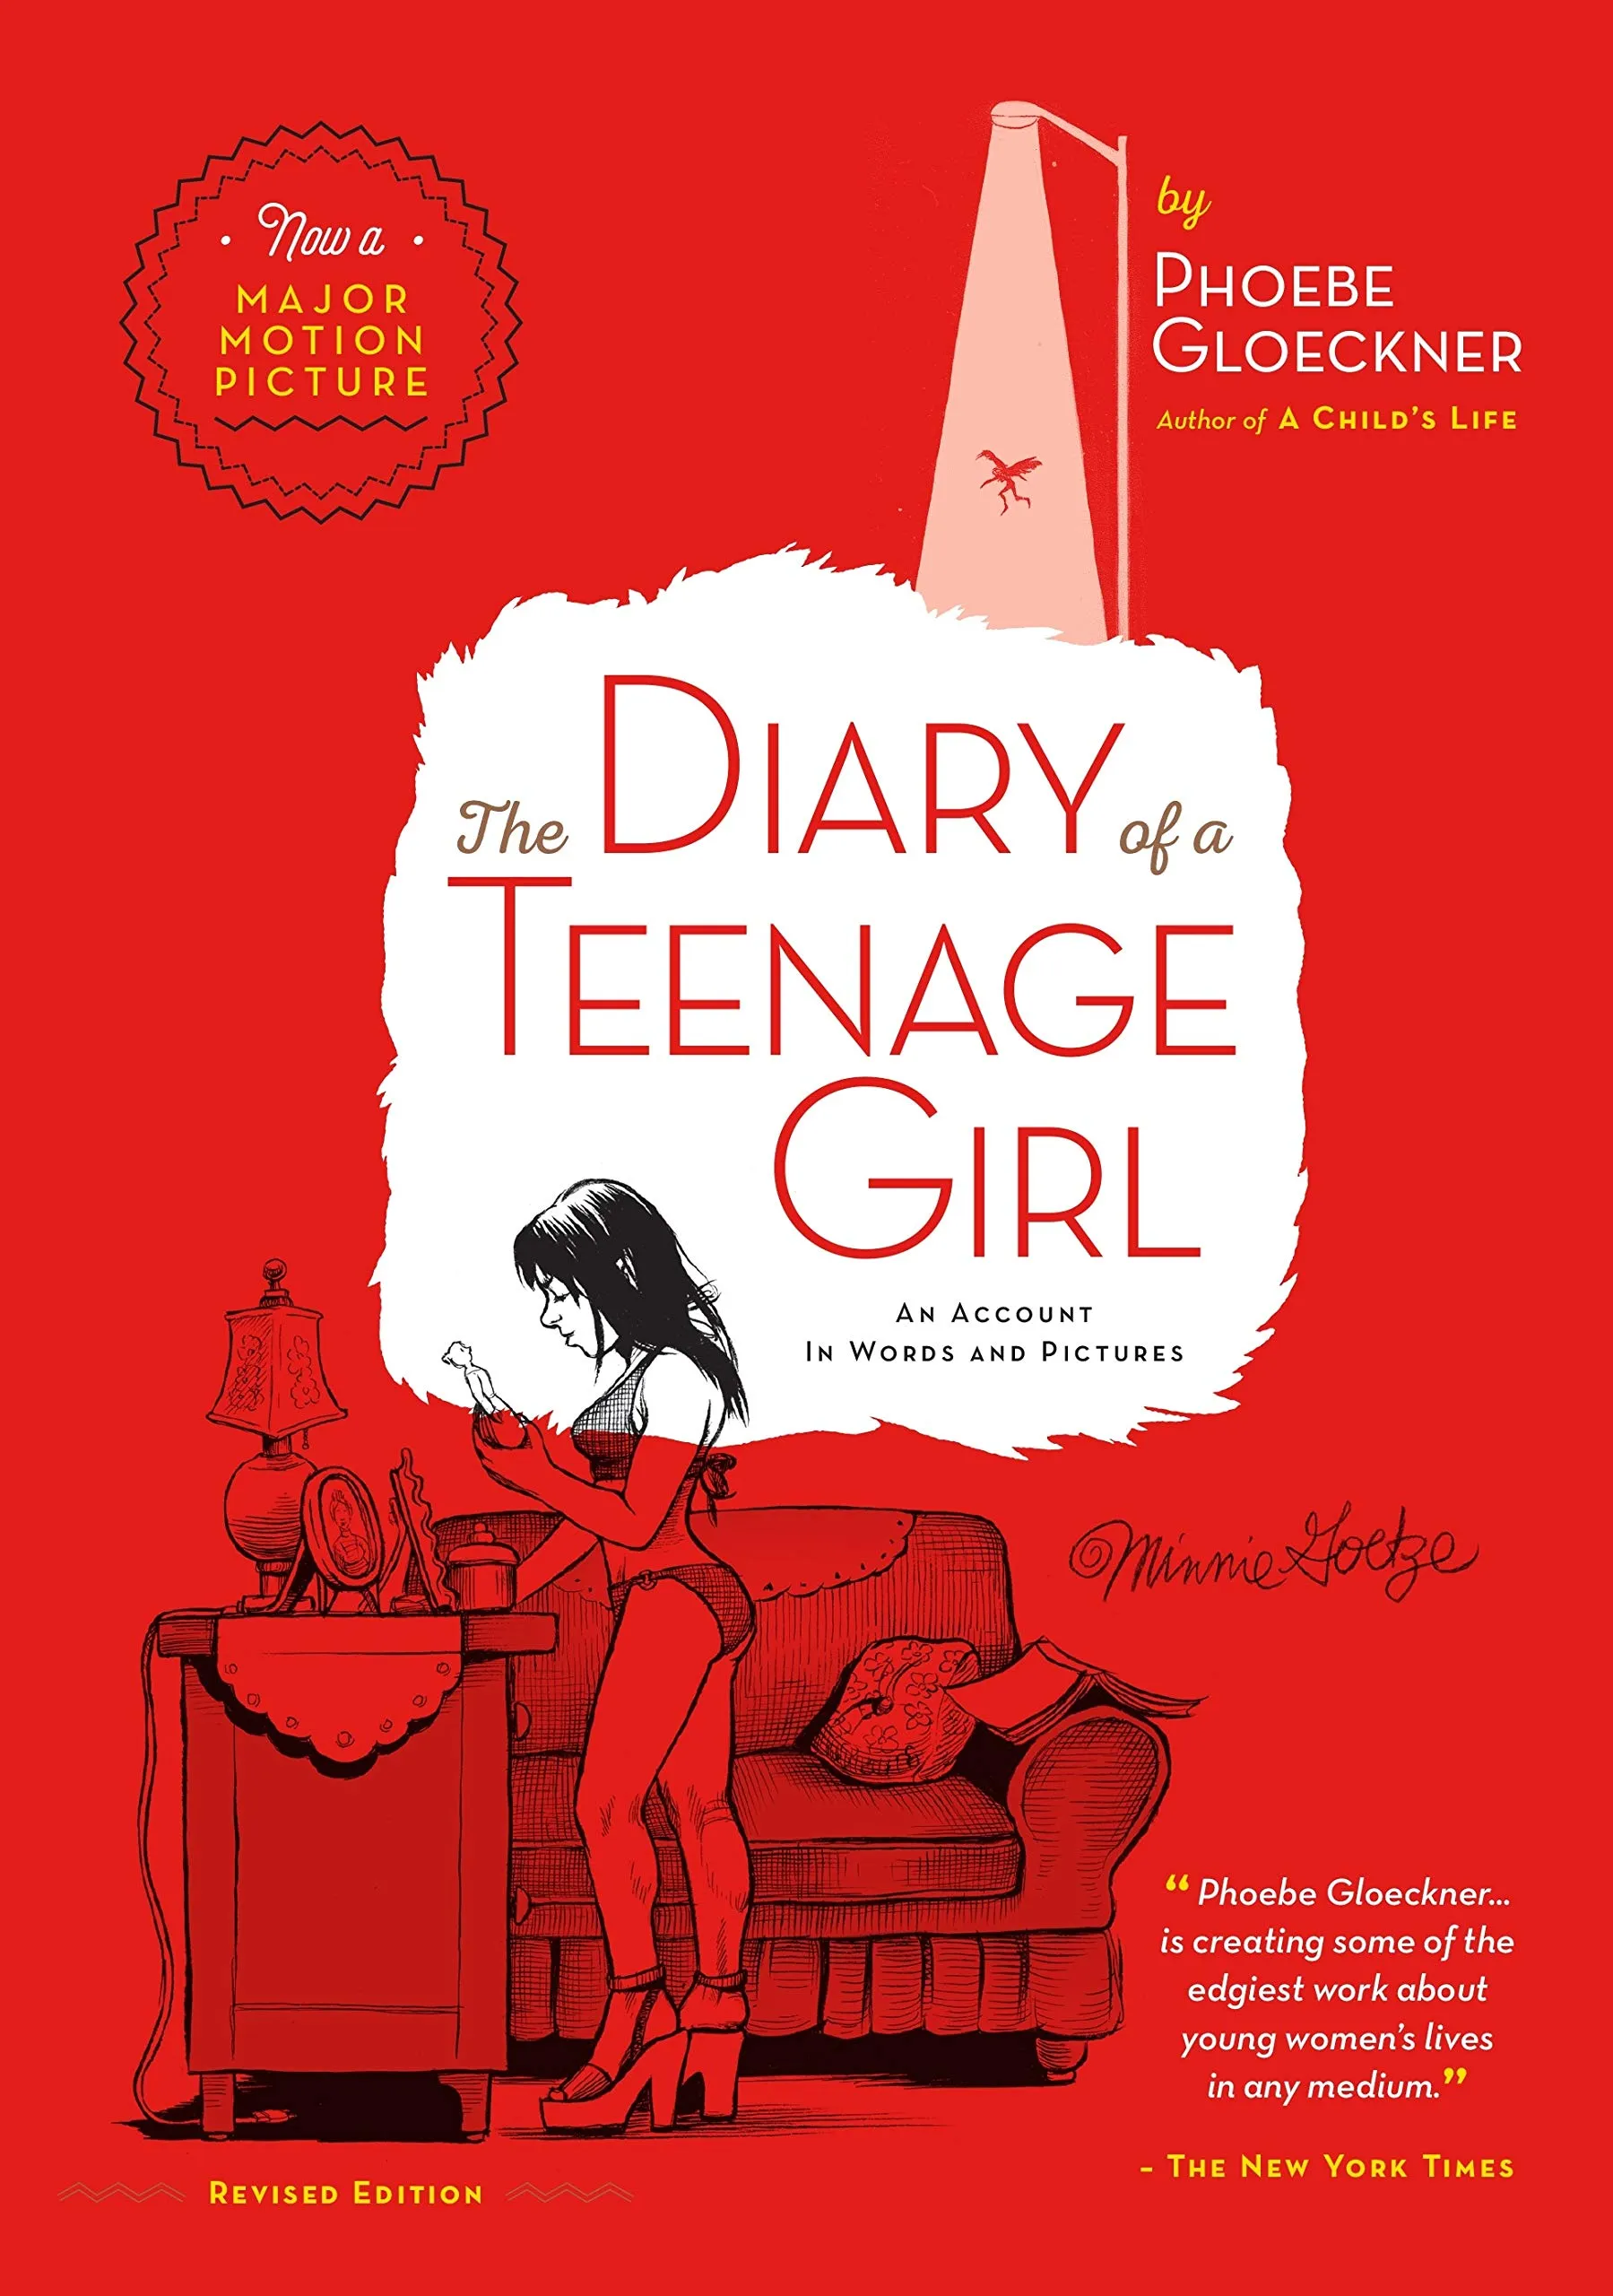 · Now a ·
MAJOR
MOTION
PICTURE
by
PHOEBE
GLOECKNER
Author of A CHILD'S LIFE
The DIARY of a
TEENAGE
GIRL
AN ACCOUNT
IN WORDS AND PICTURES
Minnie Goetze
“Phoebe Gloeckner...
is creating some of the
edgiest work about
young women's lives
in any medium.”
– THE NEW YORK TIMES
REVISED EDITION